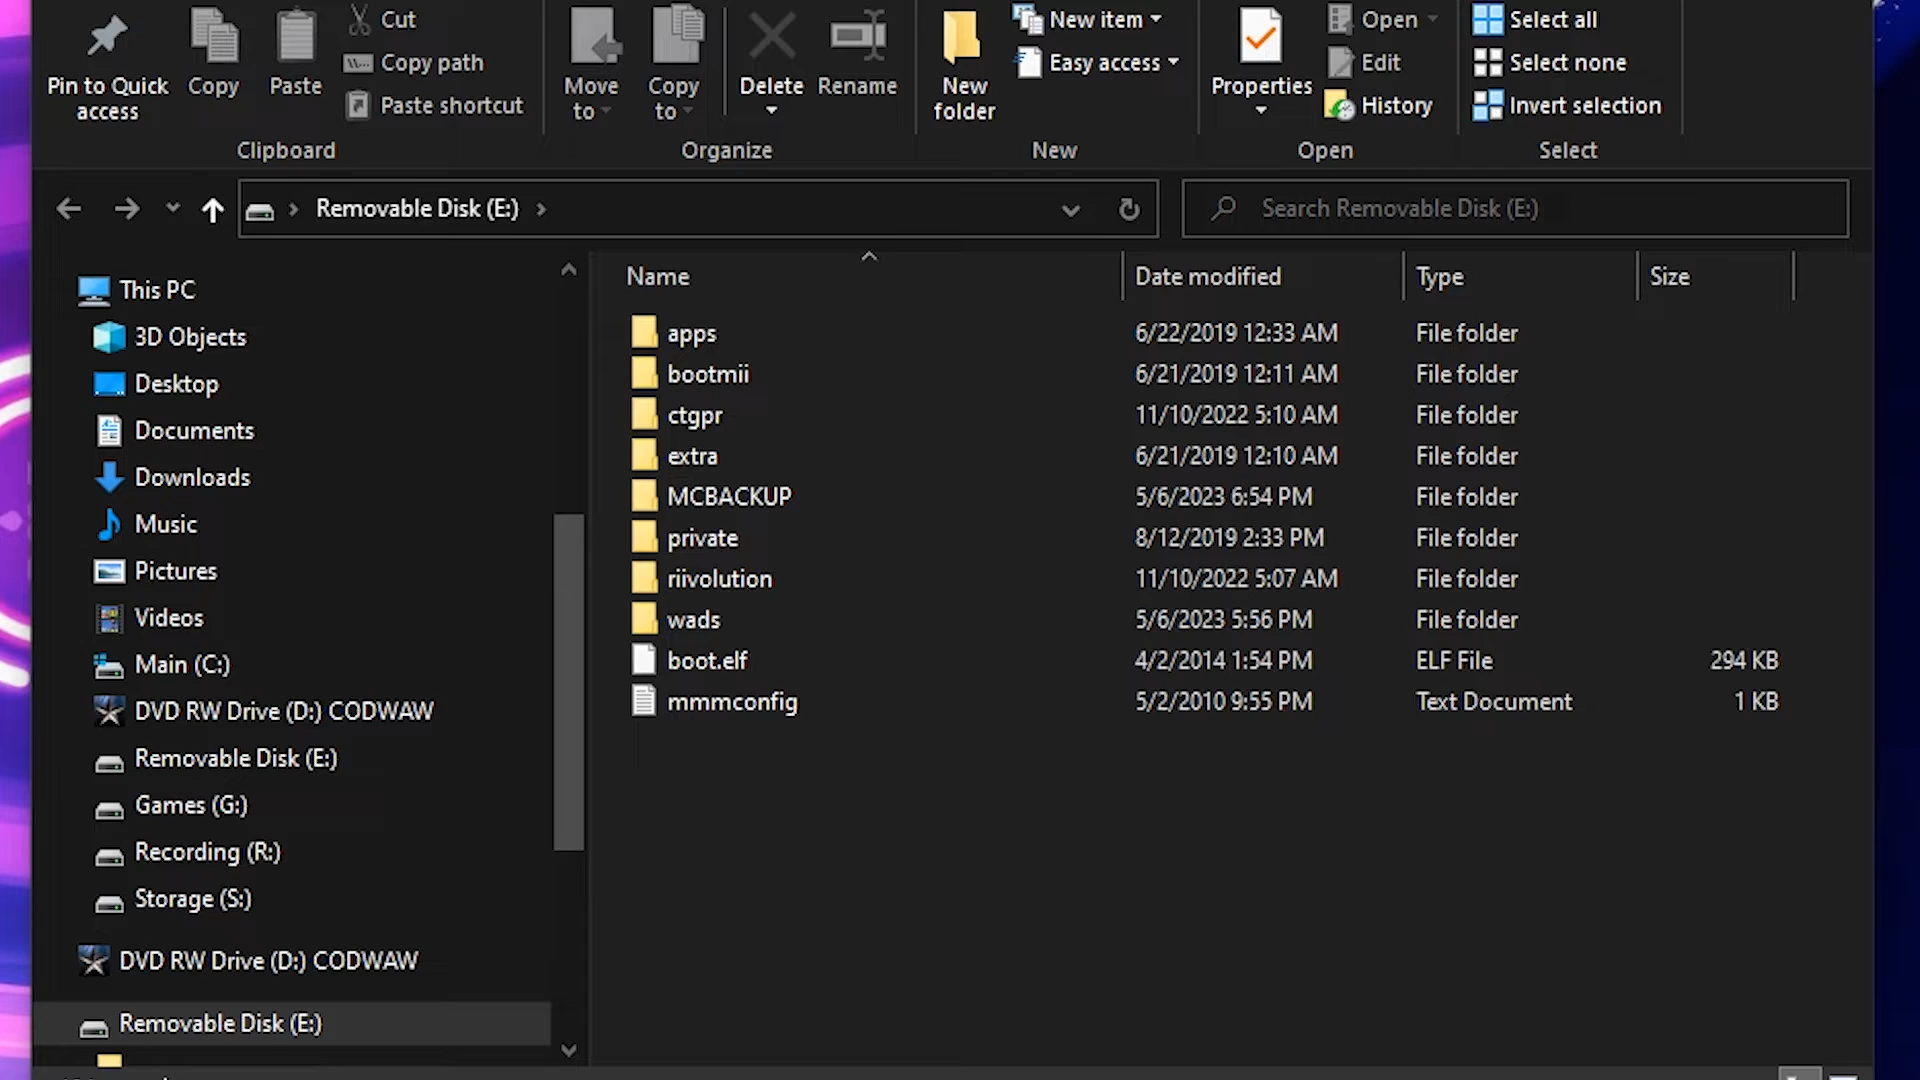 Pin to Quick access
Copy
Paste
Cut
Copy path
Paste shortcut
Clipboard
Move to
Copy to
Delete
Rename
Organize
New folder
New item
Easy access
New
Properties
Open
Edit
History
Open
Select all
Select none
Invert selection
Select
Removable Disk (E:)
Search Removable Disk (E:)
This PC
3D Objects
Desktop
Documents
Downloads
Music
Pictures
Videos
Main (C:)
DVD RW Drive (D:) CODWAW
Removable Disk (E:)
Games (G:)
Recording (R:)
Storage (S:)
DVD RW Drive (D:) CODWAW
Removable Disk (E:)
Name Date modified Type Size
apps 6/22/2019 12:33 AM File folder
bootmii 6/21/2019 12:11 AM File folder
ctgpr 11/10/2022 5:10 AM File folder
extra 6/21/2019 12:10 AM File folder
MCBACKUP 5/6/2023 6:54 PM File folder
private 8/12/2019 2:33 PM File folder
riivolution 11/10/2022 5:07 AM File folder
wads 5/6/2023 5:56 PM File folder
boot.elf 4/2/2014 1:54 PM ELF File 294 KB
mmmconfig 5/2/2010 9:55 PM Text Document 1 KB